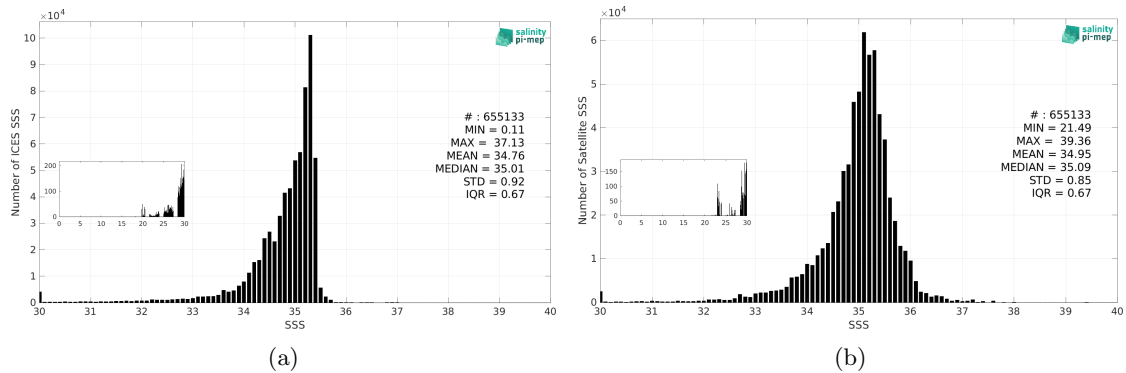 ×10⁴
10
9
8
7
6
5
4
3
2
1
0
Number of ICES SSS
salinity
pi-mep
# : 655133
MIN = 0.11
MAX = 37.13
MEAN = 34.76
MEDIAN = 35.01
STD = 0.92
IQR = 0.67
200
100
0
0 5 10 15 20 25 30
30 31 32 33 34 35 36 37 38 39 40
SSS
(a)
×10⁴
6
5
4
3
2
1
0
Number of Satellite SSS
salinity
pi-mep
# : 655133
MIN = 21.49
MAX = 39.36
MEAN = 34.95
MEDIAN = 35.09
STD = 0.85
IQR = 0.67
150
100
50
0
0 5 10 15 20 25 30
30 31 32 33 34 35 36 37 38 39 40
SSS
(b)